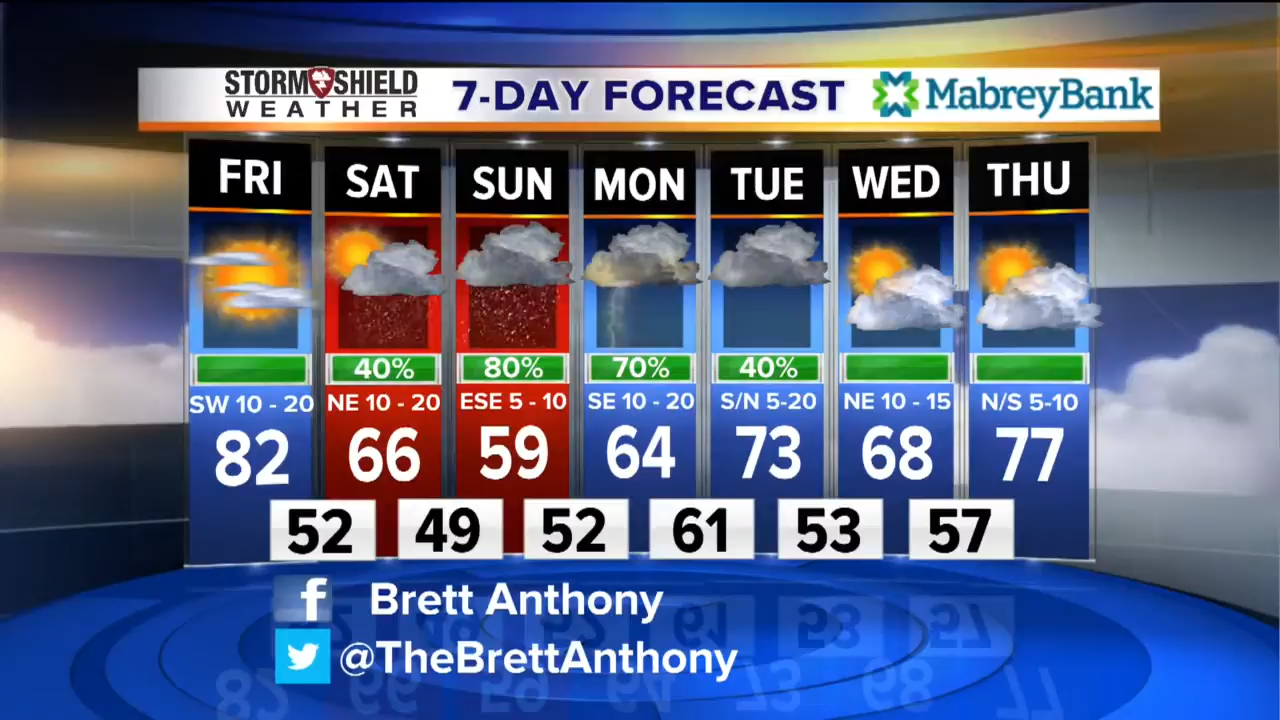 STORM SHIELD
WEATHER
7-DAY FORECAST
MabreyBank
FRI SAT SUN MON TUE WED THU
40% 80% 70% 40%
SW 10 - 20 NE 10 - 20 ESE 5 - 10 SE 10 - 20 S/N 5-20 NE 10 - 15 N/S 5-10
82 66 59 64 73 68 77
52 49 52 61 53 57
f Brett Anthony
@TheBrettAnthony